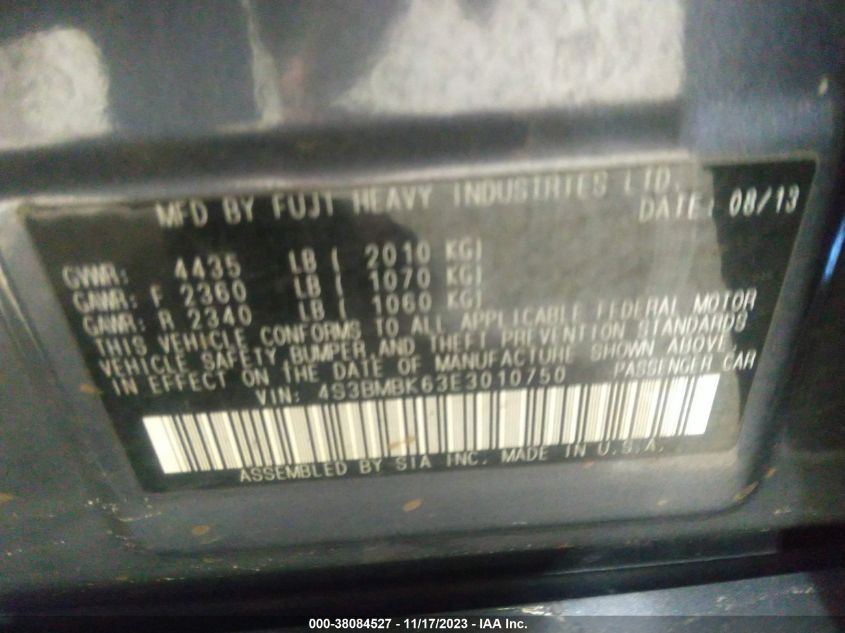 MFD BY FUJI HEAVY INDUSTRIES LTD.
DATE: 08/13
GVWR: 4435 LB ( 2010 KG)
GAWR: F 2360 LB ( 1070 KG)
GAWR: R 2340 LB ( 1060 KG)
THIS VEHICLE CONFORMS TO ALL APPLICABLE FEDERAL MOTOR
VEHICLE SAFETY, BUMPER, AND THEFT PREVENTION STANDARDS
IN EFFECT ON THE DATE OF MANUFACTURE SHOWN ABOVE.
VIN: 4S3BMBK63E3010750 PASSENGER CAR
ASSEMBLED BY SIA INC. MADE IN U.S.A.
000-38084527 - 11/17/2023 - IAA Inc.